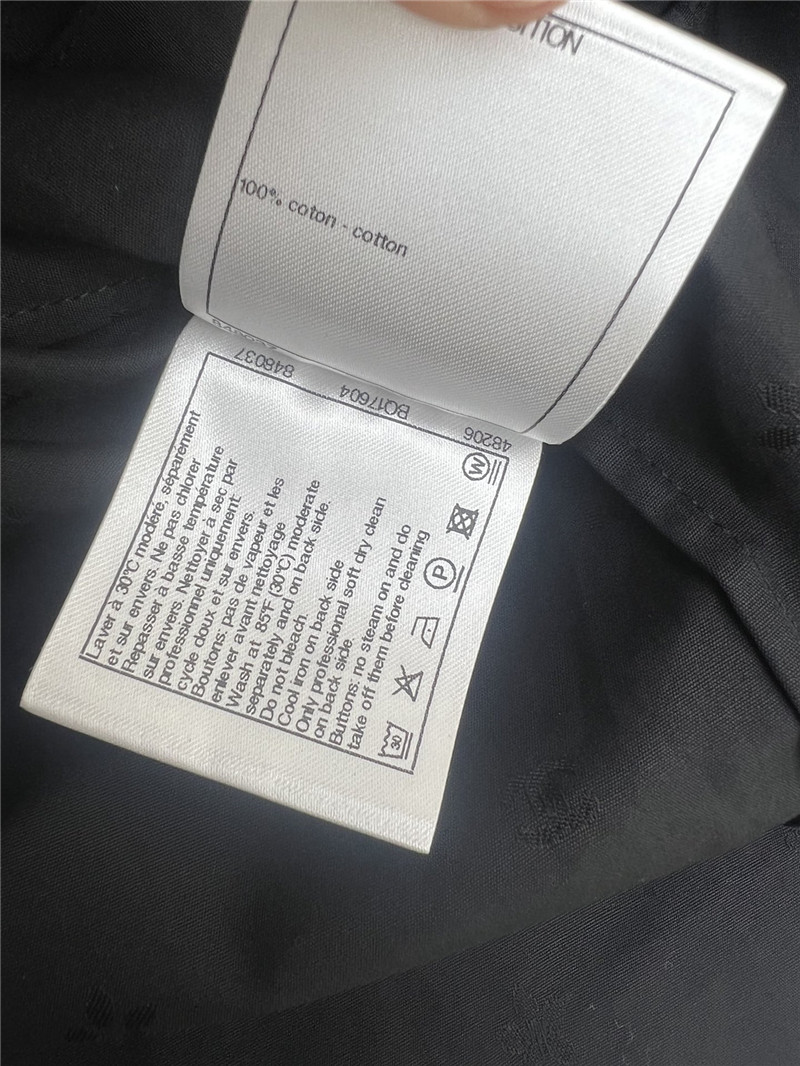 100% coton - cotton
848037
BQ17604
48206
Laver à 30°C modéré, séparément
et sur envers. Ne pas chlorer
Repasser à basse température
sur envers. Nettoyer à sec par
professionnel uniquement
cycle doux et sur envers.
Boutons: pas de vapeur et les
enlever avant nettoyage
Wash at 85°F (30°C) moderate
separately and on back side.
Do not bleach.
Cool iron on back side
Only professional soft dry clean
on back side.
Buttons: no steam on and do
take off them before cleaning
30
P
W